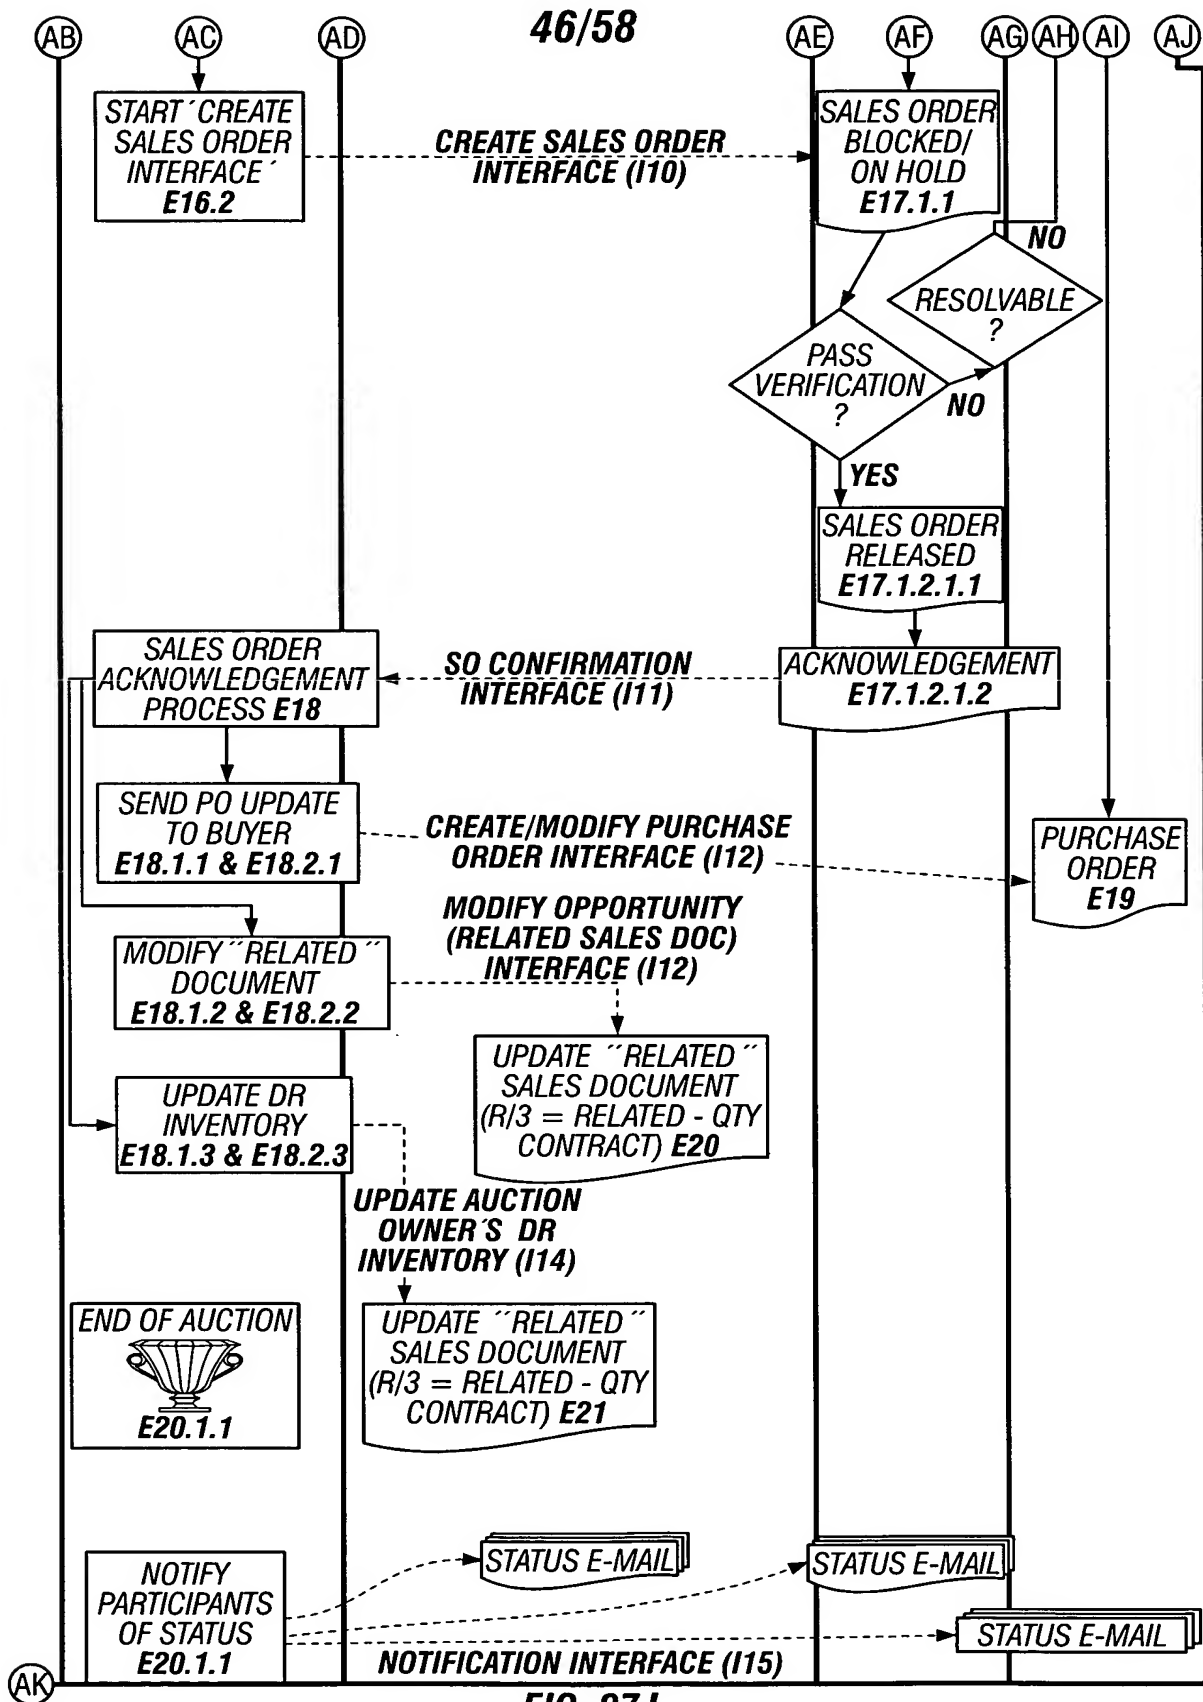 46/58
AB AC AD AE AF AG AH AI AJ
START ´CREATE
SALES ORDER
INTERFACE ´
E16.2
CREATE SALES ORDER
INTERFACE (I10)
SALES ORDER
BLOCKED/
ON HOLD
E17.1.1
NO
RESOLVABLE
?
PASS
VERIFICATION
?
NO
YES
SALES ORDER
RELEASED
E17.1.2.1.1
SALES ORDER
ACKNOWLEDGEMENT
PROCESS E18
SO CONFIRMATION
INTERFACE (I11)
ACKNOWLEDGEMENT
E17.1.2.1.2
SEND PO UPDATE
TO BUYER
E18.1.1 & E18.2.1
CREATE/MODIFY PURCHASE
ORDER INTERFACE (I12)
PURCHASE
ORDER
E19
MODIFY ´´RELATED ´´
DOCUMENT
E18.1.2 & E18.2.2
MODIFY OPPORTUNITY
(RELATED SALES DOC)
INTERFACE (I12)
UPDATE ´´RELATED ´´
SALES DOCUMENT
(R/3 = RELATED - QTY
CONTRACT) E20
UPDATE DR
INVENTORY
E18.1.3 & E18.2.3
UPDATE AUCTION
OWNER´S DR
INVENTORY (I14)
END OF AUCTION
E20.1.1
UPDATE ´´RELATED ´´
SALES DOCUMENT
(R/3 = RELATED - QTY
CONTRACT) E21
NOTIFY
PARTICIPANTS
OF STATUS
E20.1.1
STATUS E-MAIL
STATUS E-MAIL
STATUS E-MAIL
NOTIFICATION INTERFACE (I15)
AK